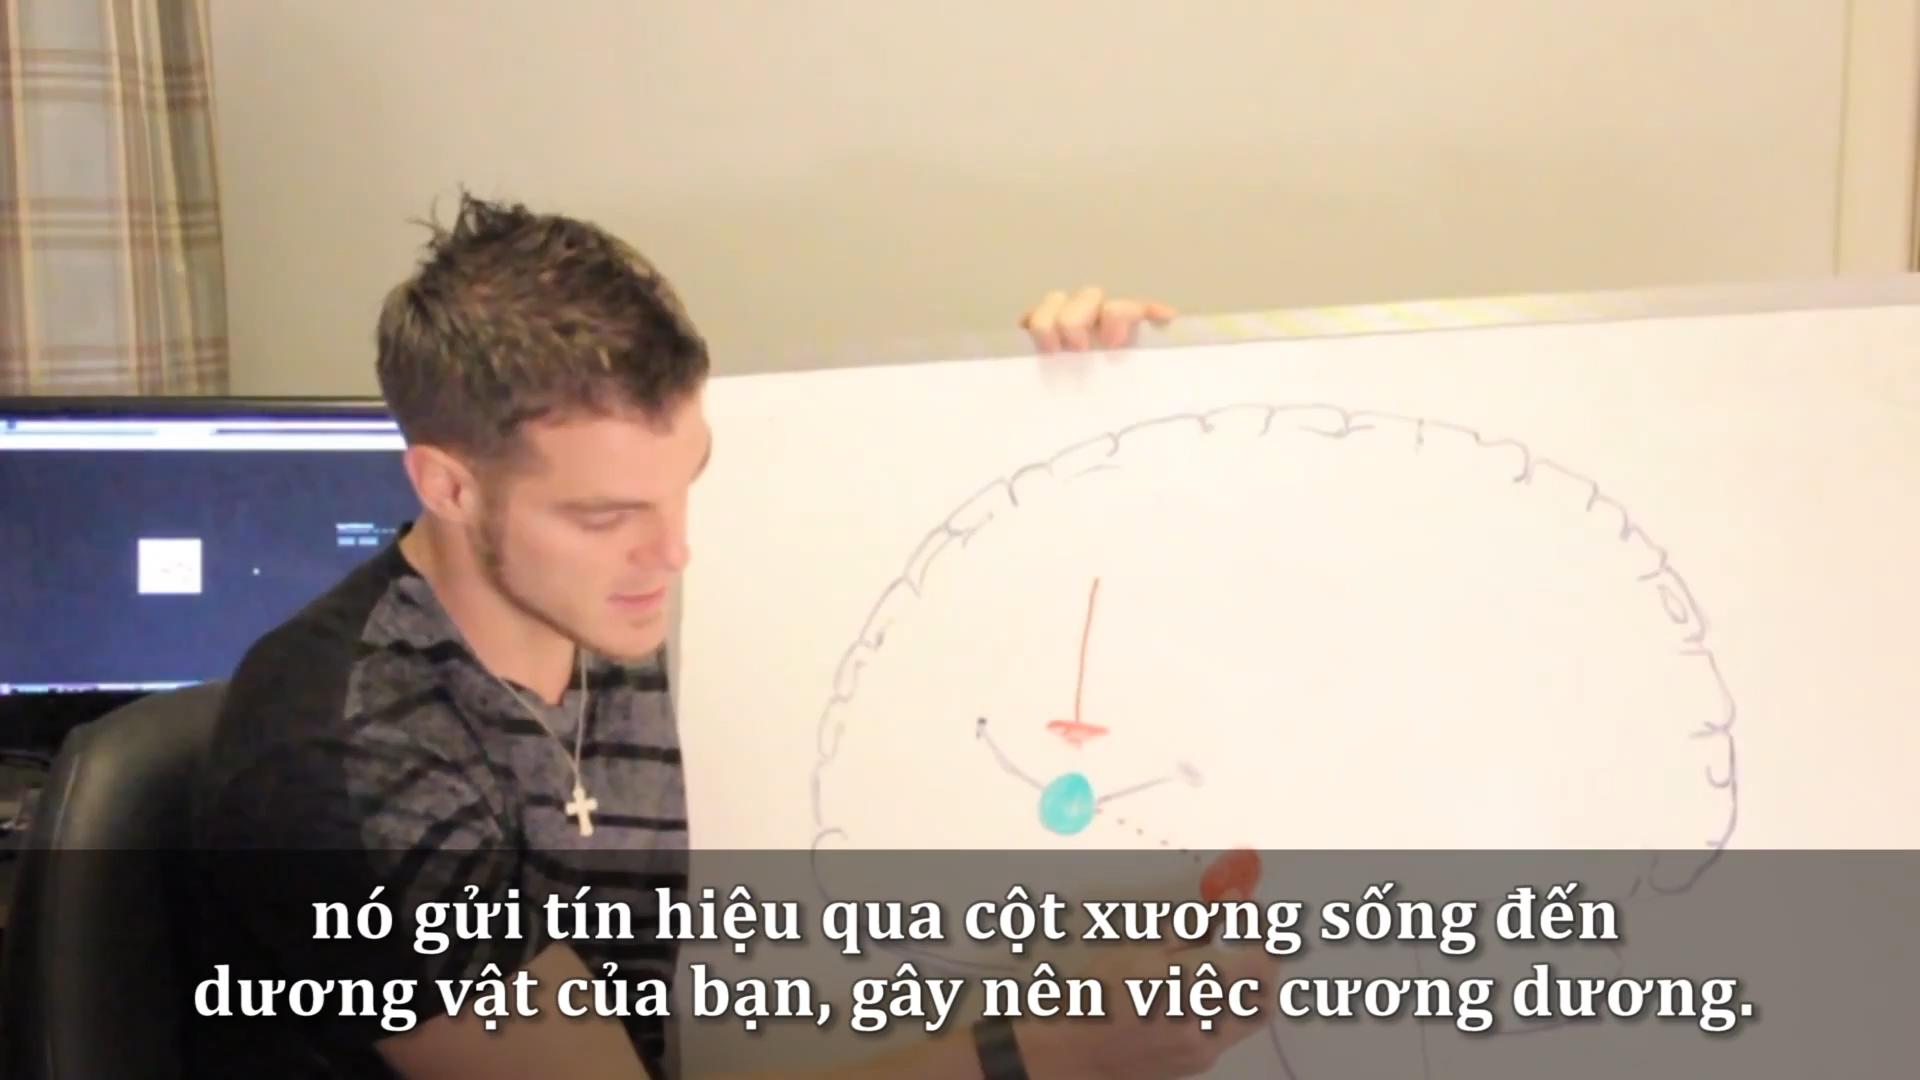 nó gửi tín hiệu qua cột xương sống đến
dương vật của bạn, gây nên việc cương dương.